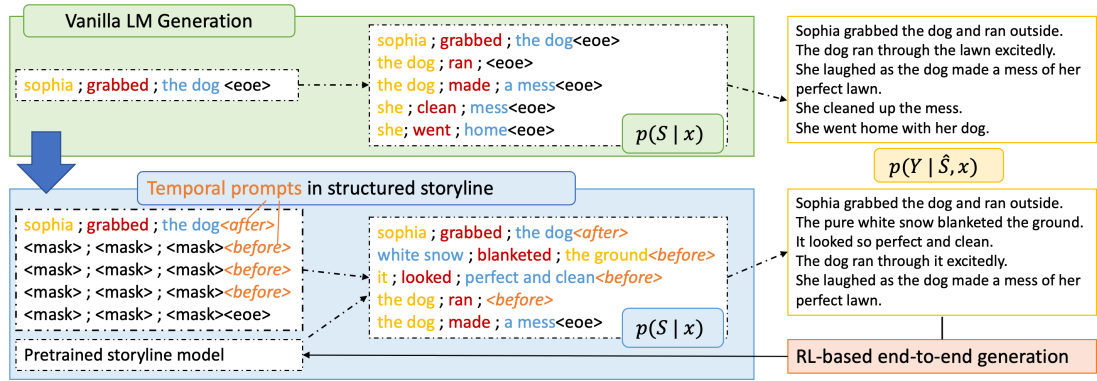 Vanilla LM Generation
sophia ; grabbed ; the dog <eoe>
sophia ; grabbed ; the dog<eoe>
the dog ; ran ; <eoe>
the dog ; made ; a mess<eoe>
she ; clean ; mess<eoe>
she; went ; home<eoe>
p(S | x)
Sophia grabbed the dog and ran outside.
The dog ran through the lawn excitedly.
She laughed as the dog made a mess of her
perfect lawn.
She cleaned up the mess.
She went home with her dog.
p(Y | Ŝ, x)
Temporal prompts in structured storyline
sophia ; grabbed ; the dog<after>
<mask> ; <mask> ; <mask><before>
<mask> ; <mask> ; <mask><before>
<mask> ; <mask> ; <mask><before>
<mask> ; <mask> ; <mask><eoe>
Pretrained storyline model
sophia ; grabbed ; the dog<after>
white snow ; blanketed ; the ground<before>
it ; looked ; perfect and clean<before>
the dog ; ran ; <before>
the dog ; made ; a mess<eoe>
p(S | x)
Sophia grabbed the dog and ran outside.
The pure white snow blanketed the ground.
It looked so perfect and clean.
The dog ran through it excitedly.
She laughed as the dog made a mess of her
perfect lawn.
RL-based end-to-end generation